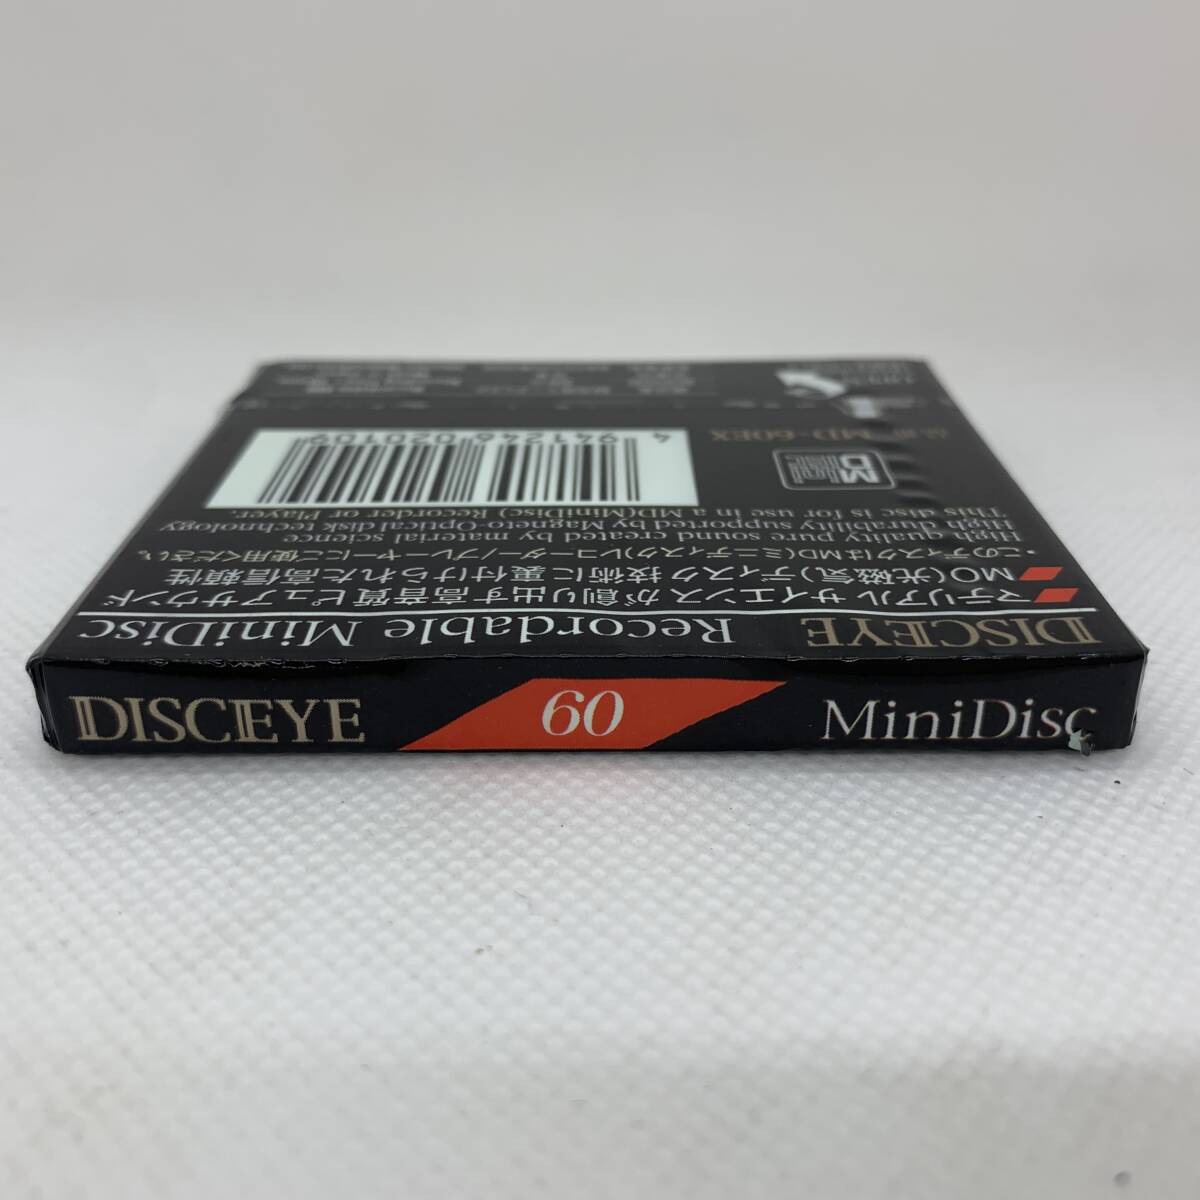 DISCEYE 60 MiniDisc
DISCEYE Recordable MiniDisc
マテリアル サイエンスが創り出す高音質ピュアサウンド
MO(光磁気)ディスク技術に裏付けられた高信頼性
・このディスクはMD(ミニディスク)レコーダー/プレーヤーにご使用ください。
High quality pure sound created by material science
High durability supported by Magneto-Optical disk technology
This disc is for use in a MD(MiniDisc) Recorder or Player.
MD-60EX
4 941246 020109